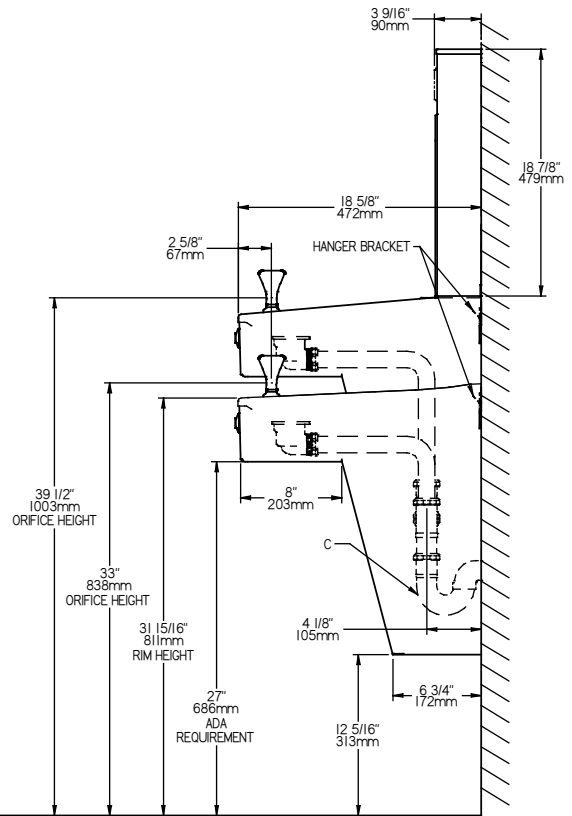 3 9/16"
90mm
18 7/8"
479mm
18 5/8"
472mm
2 5/8"
67mm
HANGER BRACKET
39 1/2"
1003mm
ORIFICE HEIGHT
33"
838mm
ORIFICE HEIGHT
31 15/16"
811mm
RIM HEIGHT
8"
203mm
C
27"
686mm
ADA
REQUIREMENT
4 1/8"
105mm
6 3/4"
172mm
12 5/16"
313mm